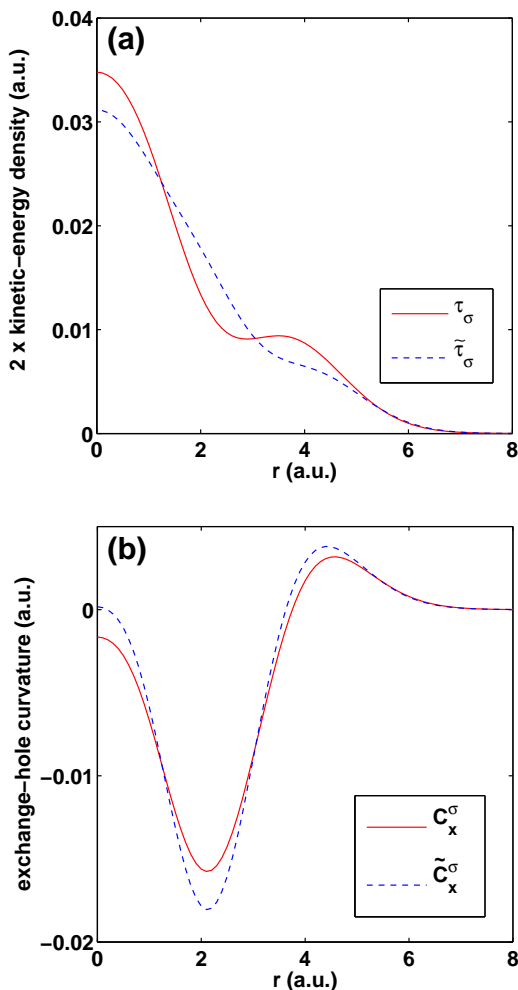 (a)
2 x kinetic−energy density (a.u.)
0.04
0.03
0.02
0.01
0
τσ
τ̃σ
0 2 4 6 8
r (a.u.)
(b)
exchange−hole curvature (a.u.)
0
−0.01
−0.02
Cxσ
C̃xσ
0 2 4 6 8
r (a.u.)